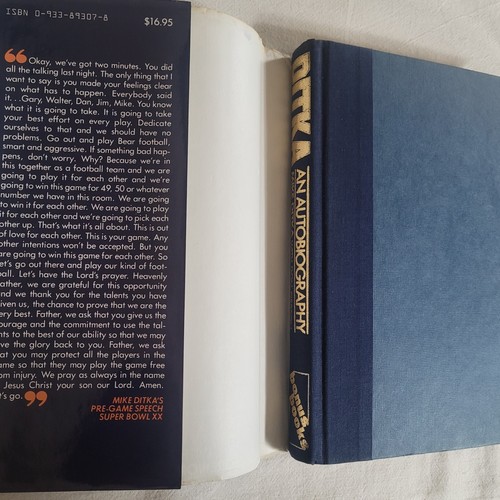 ISBN 0-933-89307-8
$16.95
“Okay, we've got two minutes. You did
all the talking last night. The only thing that I
want to say is you made your feelings clear
on what has to happen. Everybody said
it. . .Gary, Walter, Dan, Jim, Mike. You know
what it is going to take. It is going to take
your best effort on every play. Dedicate
ourselves to that and we should have no
problems. Go out and play Bear football,
smart and aggressive. If something bad hap-
pens, don't worry. Why? Because we're in
this together as a football team and we are
going to play it for each other and we're
going to win this game for 49, 50 or whatever
number we have in this room. We are going
to win it for each other. We are going to play
it for each other and we're going to pick each
other up. That's what it's all about. This is out
of love for each other. This is your game. Any
other intentions won't be accepted. But you
are going to win this game for each other. So
let's go out there and play our kind of foot-
ball. Let's have the Lord's prayer. Heavenly
ather, we are grateful for this opportunity
and we thank you for the talents you have
iven us, the chance to prove that we are the
ery best. Father, we ask that you give us the
ourage and the commitment to use the tal-
nts to the best of our ability so that we may
ve the glory back to you. Father, we ask
at you may protect all the players in the
me so that they may play the game free
om injury. We pray as always in the name
Jesus Christ your son our Lord. Amen.
t's go.”
MIKE DITKA'S
PRE-GAME SPEECH
SUPER BOWL XX
DITKA
AN AUTOBIOGRAPHY
bonus
books